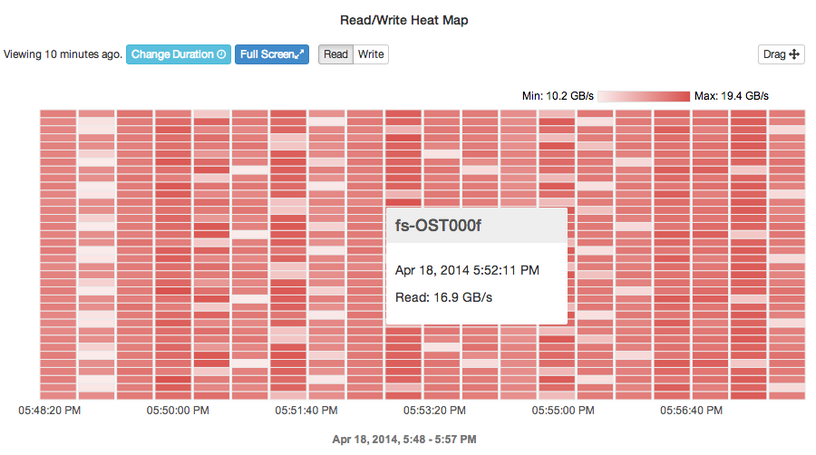 Read/Write Heat Map
Viewing 10 minutes ago. Change Duration Full Screen Read Write Drag
Min: 10.2 GB/s Max: 19.4 GB/s
fs-OST000f
Apr 18, 2014 5:52:11 PM
Read: 16.9 GB/s
05:48:20 PM 05:50:00 PM 05:51:40 PM 05:53:20 PM 05:55:00 PM 05:56:40 PM
Apr 18, 2014, 5:48 - 5:57 PM